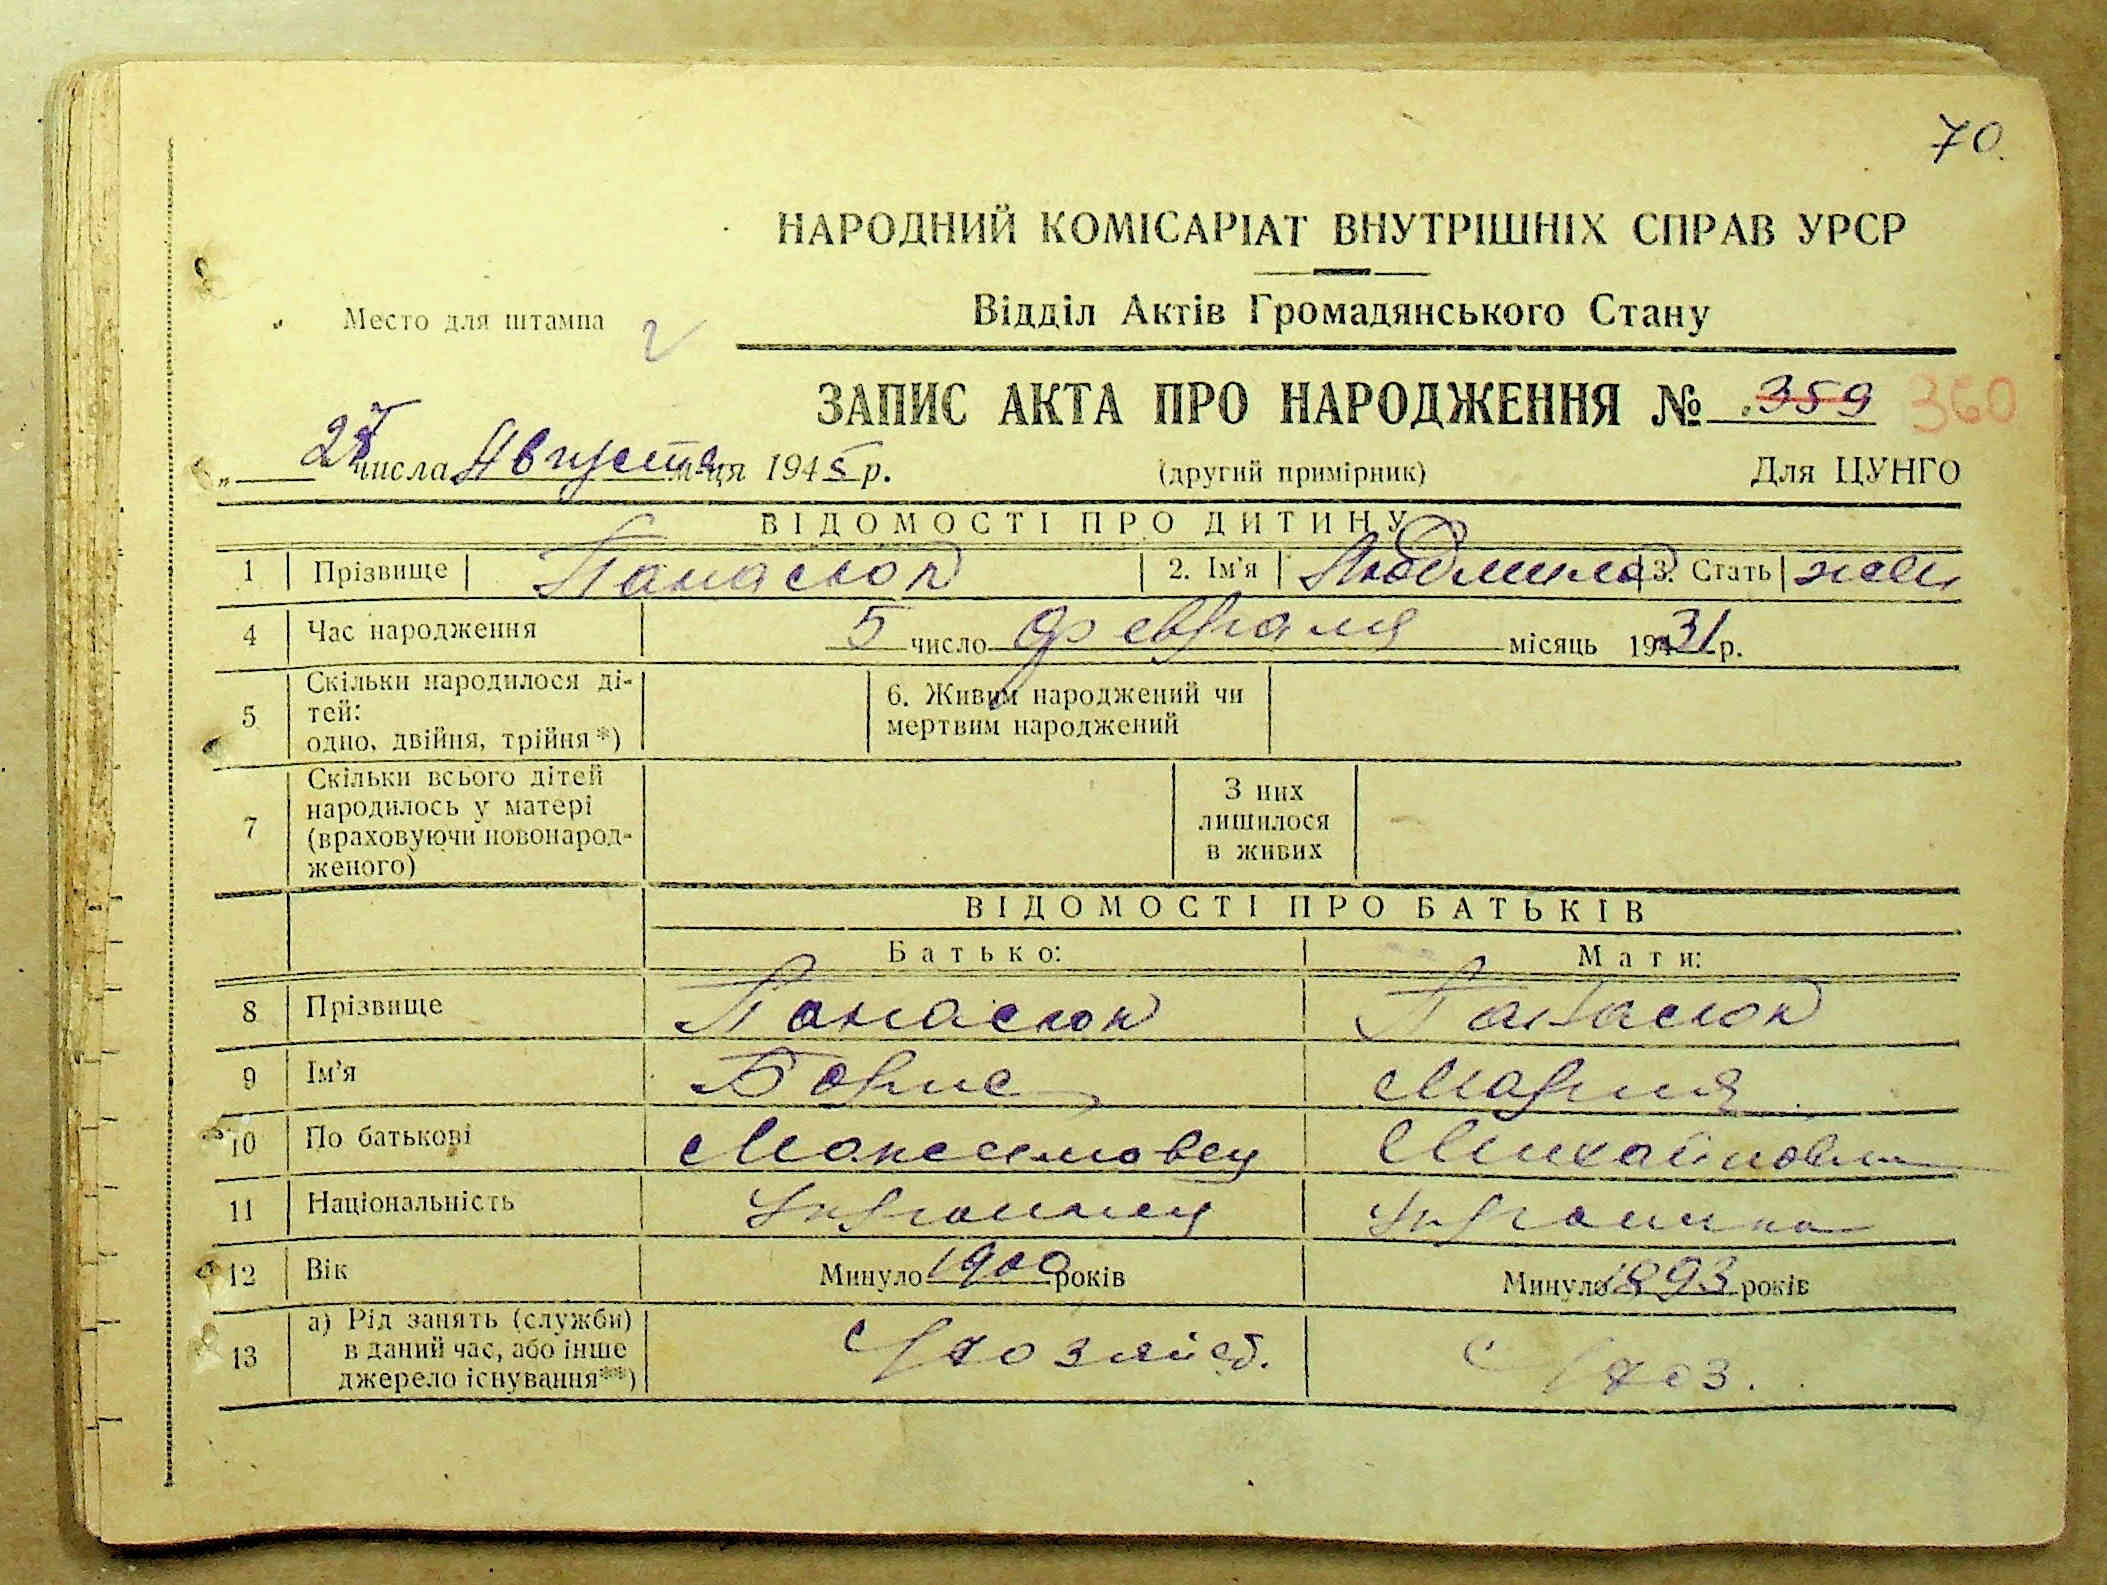 70.
НАРОДНИЙ КОМІСАРІАТ ВНУТРІШНІХ СПРАВ УРСР
Место для штампа
Відділ Актів Громадянського Стану
ЗАПИС АКТА ПРО НАРОДЖЕННЯ № 359 360
"27 числа Августа м-ця 1945 р.
(другий примірник)
Для ЦУНГО
ВІДОМОСТІ ПРО ДИТИНУ
1 Прізвище Панасюк 2. Ім'я Людмила 3. Стать жен
4 Час народження 5 число февраля місяць 1931 р.
5 Скільки народилося ді-
тей:
одно, двійня, трійня*)
6. Живим народжений чи
мертвим народжений
7 Скільки всього дітей
народилось у матері
(враховуючи новонарод-
женого)
З них
лишилося
в живих
ВІДОМОСТІ ПРО БАТЬКІВ
Батько: Мати:
8 Прізвище Панасюк Панасюк
9 Ім'я Борис Мария
10 По батькові Максимович Михайловна
11 Національність Украинец Украинка
12 Вік Минуло 1900 років Минуло 1893 років
13 а) Рід занять (служби)
в даний час, або інше
джерело існування**)
С/хозяйст. С/хоз.